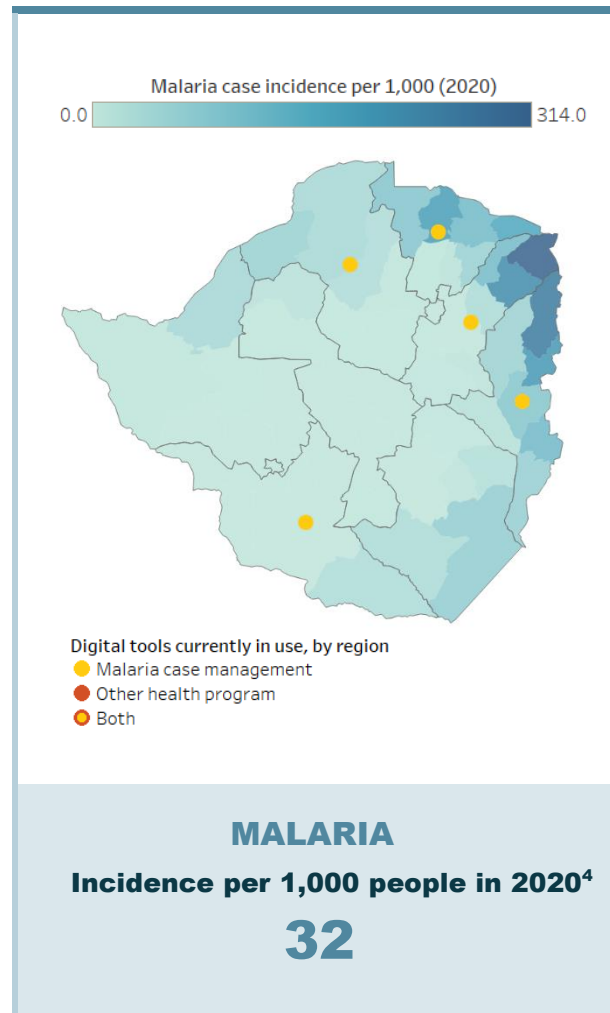 Malaria case incidence per 1,000 (2020)
0.0 314.0
Digital tools currently in use, by region
Malaria case management
Other health program
Both
MALARIA
Incidence per 1,000 people in 2020⁴
32